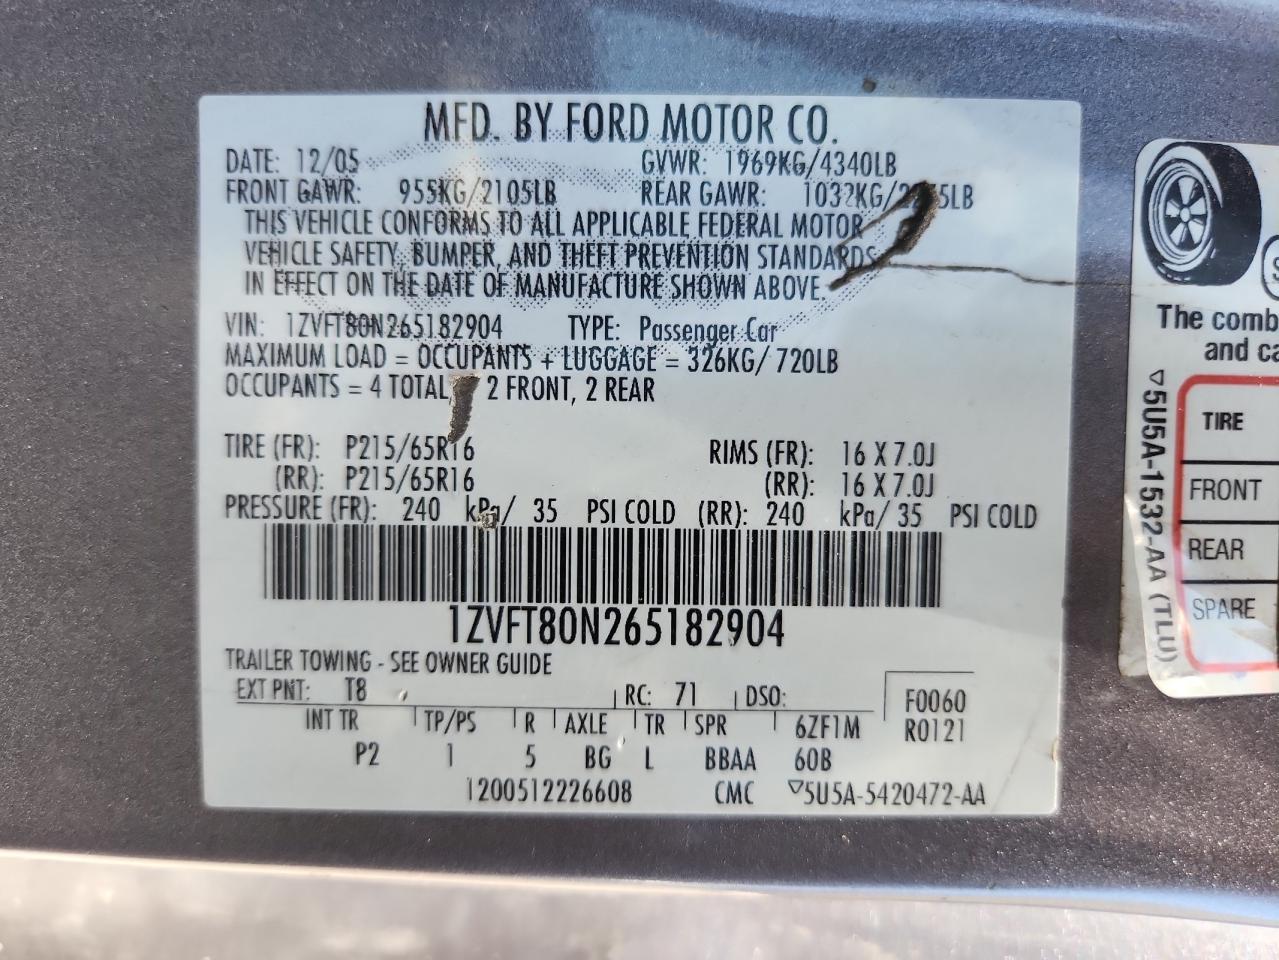 MFD. BY FORD MOTOR CO.
DATE: 12/05 GVWR: 1969KG/4340LB
FRONT GAWR: 955KG/2105LB REAR GAWR:
THIS VEHICLE CONFORMS TO ALL APPLICABLE FEDERAL MOTOR
VEHICLE SAFETY, BUMPER, AND THEFT PREVENTION STANDARDS
IN EFFECT ON THE DATE OF MANUFACTURE SHOWN ABOVE.
VIN: 1ZVFT80N265182904 TYPE: Passenger Car
MAXIMUM LOAD = OCCUPANTS + LUGGAGE = 326KG/ 720LB
OCCUPANTS = 4 TOTAL, 2 FRONT, 2 REAR
TIRE (FR): P215/65R16 RIMS (FR): 16 X 7.0J
(RR): P215/65R16 (RR): 16 X 7.0J
PRESSURE (FR): 240 kPa/ 35 PSI COLD (RR): 240 kPa/ 35 PSI COLD
1ZVFT80N265182904
TRAILER TOWING - SEE OWNER GUIDE
EXT PNT: T8 RC: 71 DSO: F0060
INT TR TP/PS R AXLE TR SPR 6ZF1M R0121
P2 1 5 BG L BBAA 60B
1200512226608 CMC ▽5U5A-5420472-AA
The comb
and ca
▽5U5A-1532-AA (TLU)
TIRE
FRONT
REAR
SPARE